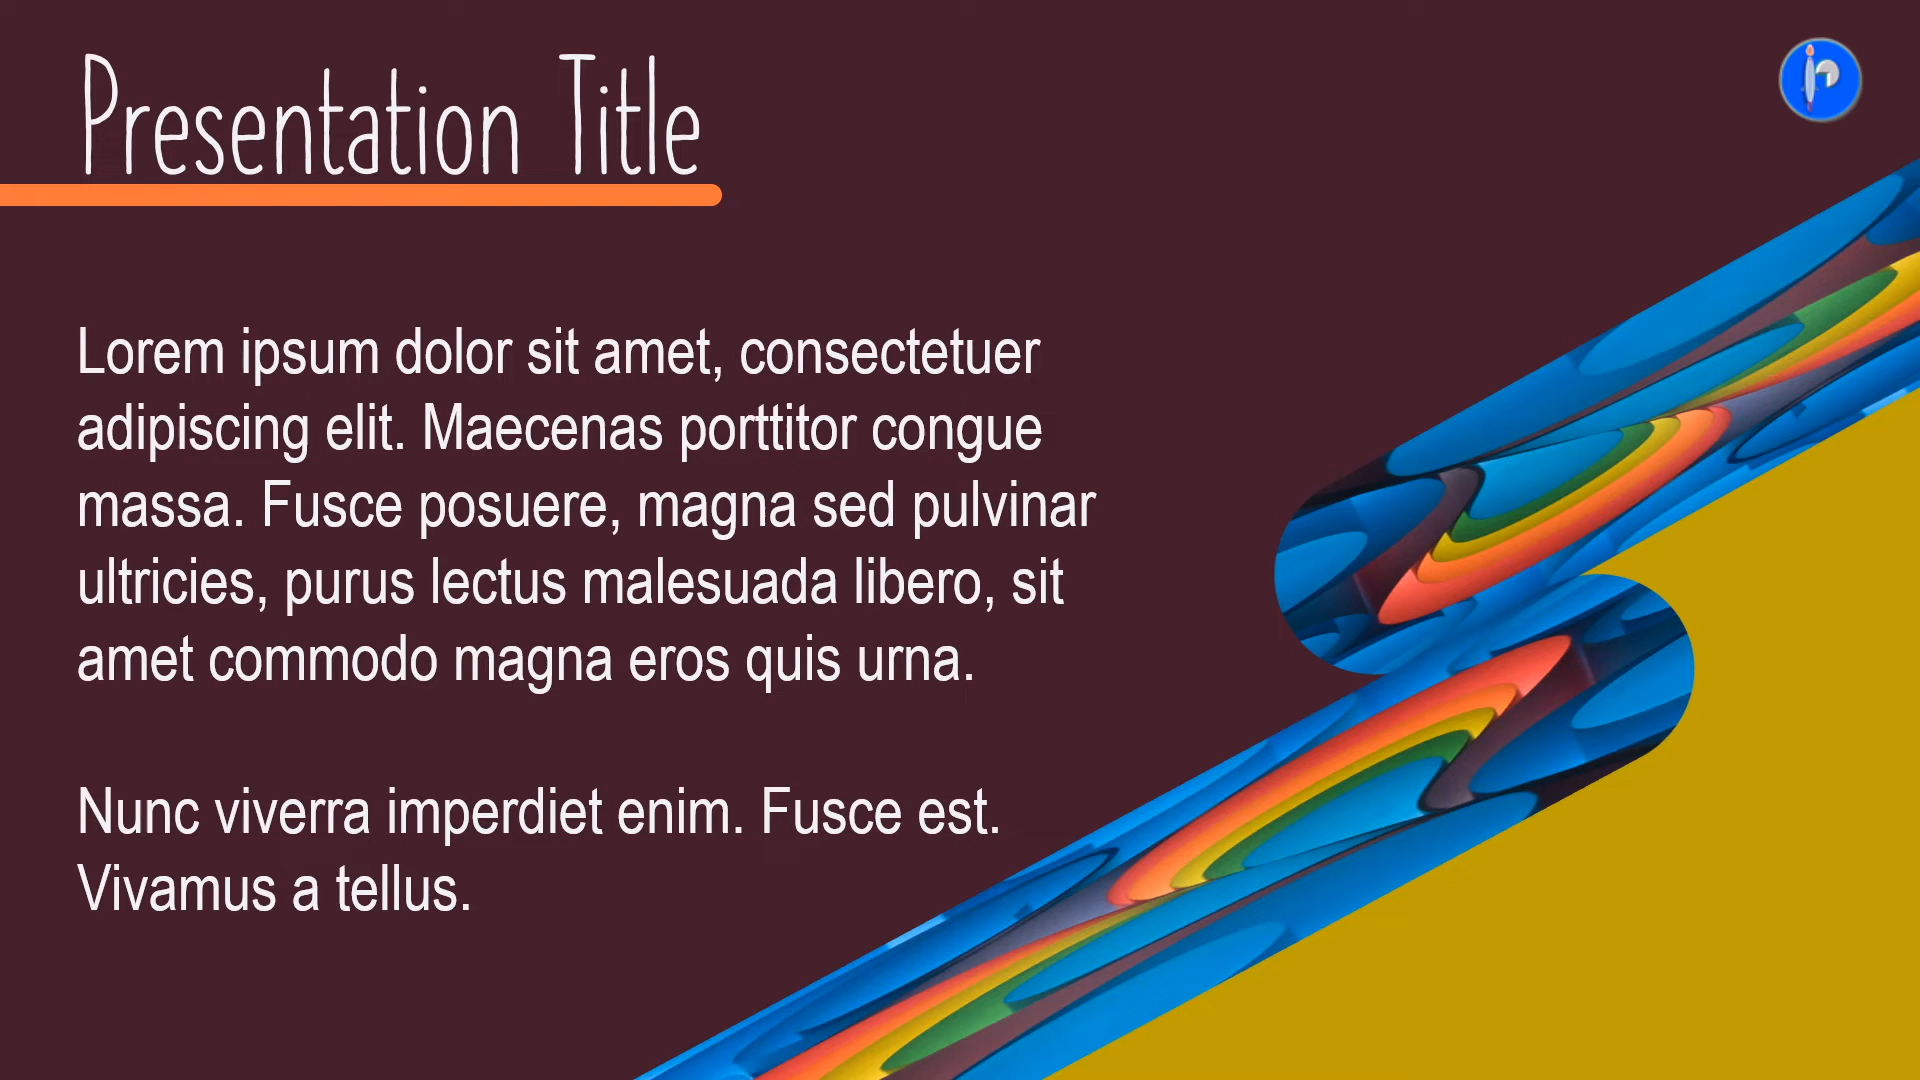 Presentation Title
Lorem ipsum dolor sit amet, consectetuer
adipiscing elit. Maecenas porttitor congue
massa. Fusce posuere, magna sed pulvinar
ultricies, purus lectus malesuada libero, sit
amet commodo magna eros quis urna.
Nunc viverra imperdiet enim. Fusce est.
Vivamus a tellus.